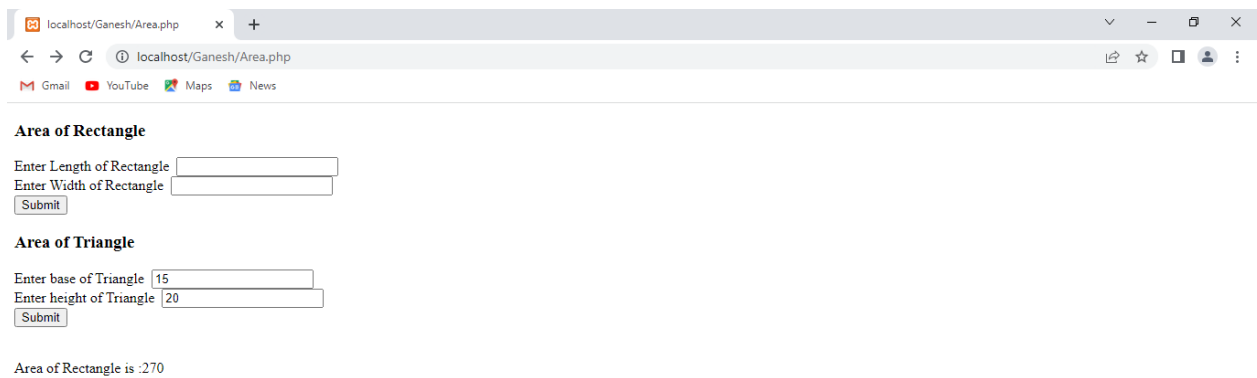 localhost/Ganesh/Area.php
localhost/Ganesh/Area.php
Gmail YouTube Maps News
Area of Rectangle
Enter Length of Rectangle
Enter Width of Rectangle
Submit
Area of Triangle
Enter base of Triangle 15
Enter height of Triangle 20
Submit
Area of Rectangle is :270